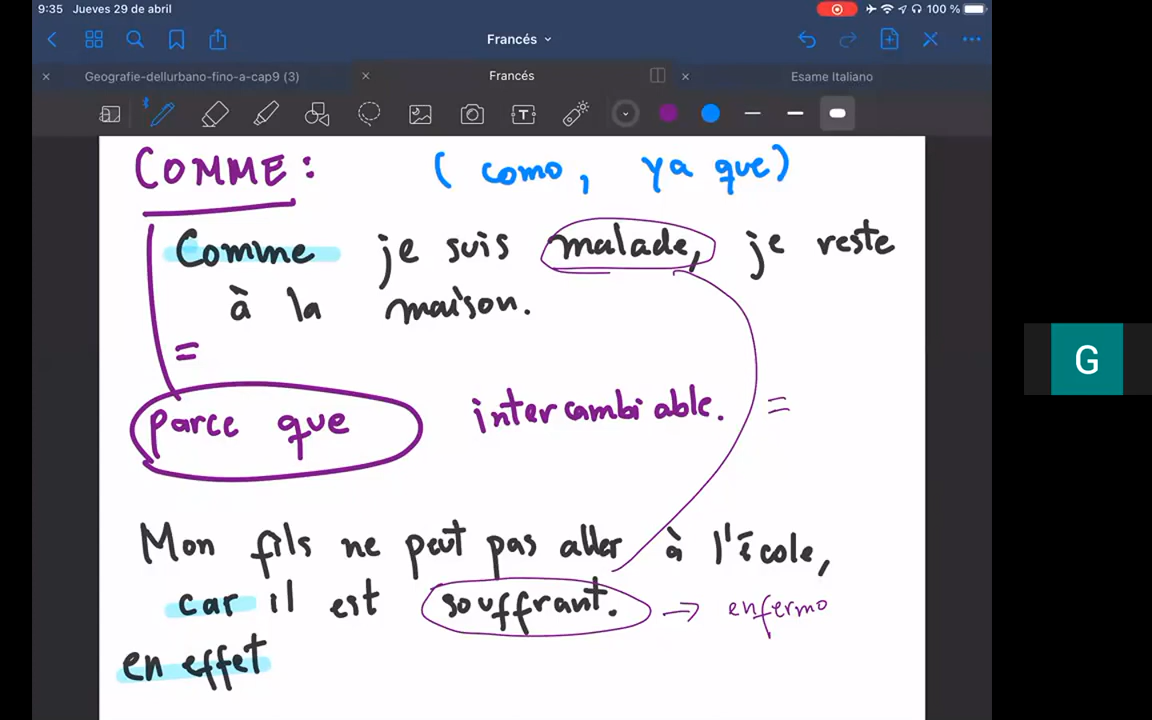 9:35 Jueves 29 de abril 100 %
Francés
Geografie-dellurbano-fino-a-cap9 (3) Francés Esame Italiano
COMME: ( como, ya que)
Comme je suis malade, je reste
à la maison.
=
parce que intercambiable. =
Mon fils ne peut pas aller à l'école,
car il est souffrant. → enfermo
en effet
G